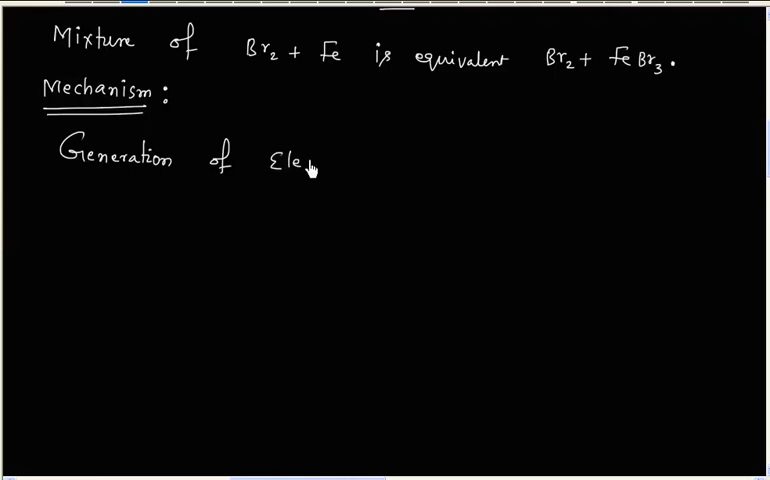 Mixture of Br2 + Fe is equivalent Br2 + FeBr3.
Mechanism:
Generation of Ele